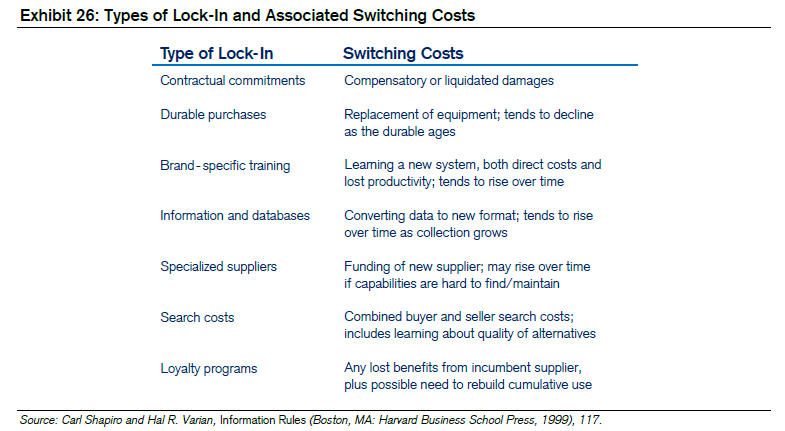 Exhibit 26: Types of Lock-In and Associated Switching Costs
Type of Lock-In Switching Costs
Contractual commitments Compensatory or liquidated damages
Durable purchases Replacement of equipment; tends to decline
as the durable ages
Brand-specific training Learning a new system, both direct costs and
lost productivity; tends to rise over time
Information and databases Converting data to new format; tends to rise
over time as collection grows
Specialized suppliers Funding of new supplier; may rise over time
if capabilities are hard to find/maintain
Search costs Combined buyer and seller search costs;
includes learning about quality of alternatives
Loyalty programs Any lost benefits from incumbent supplier,
plus possible need to rebuild cumulative use
Source: Carl Shapiro and Hal R. Varian, Information Rules (Boston, MA: Harvard Business School Press, 1999), 117.